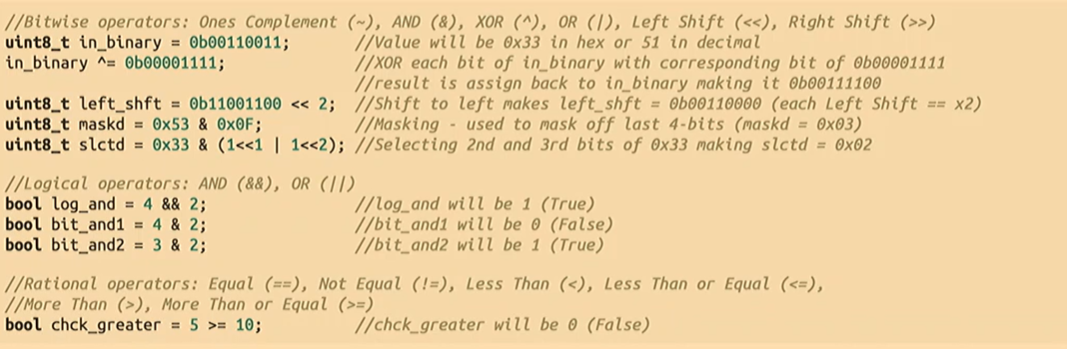 //Bitwise operators: Ones Complement (~), AND (&), XOR (^), OR (|), Left Shift (<<), Right Shift (>>)
uint8_t in_binary = 0b00110011; //Value will be 0x33 in hex or 51 in decimal
in_binary ^= 0b00001111; //XOR each bit of in_binary with corresponding bit of 0b00001111
//result is assign back to in_binary making it 0b00111100
uint8_t left_shft = 0b11001100 << 2; //Shift to left makes left_shft = 0b00110000 (each Left Shift == x2)
uint8_t maskd = 0x53 & 0x0F; //Masking - used to mask off last 4-bits (maskd = 0x03)
uint8_t slctd = 0x33 & (1<<1 | 1<<2); //Selecting 2nd and 3rd bits of 0x33 making slctd = 0x02
//Logical operators: AND (&&), OR (||)
bool log_and = 4 && 2; //log_and will be 1 (True)
bool bit_and1 = 4 & 2; //bit_and1 will be 0 (False)
bool bit_and2 = 3 & 2; //bit_and2 will be 1 (True)
//Rational operators: Equal (==), Not Equal (!=), Less Than (<), Less Than or Equal (<=),
//More Than (>), More Than or Equal (>=)
bool chck_greater = 5 >= 10; //chck_greater will be 0 (False)